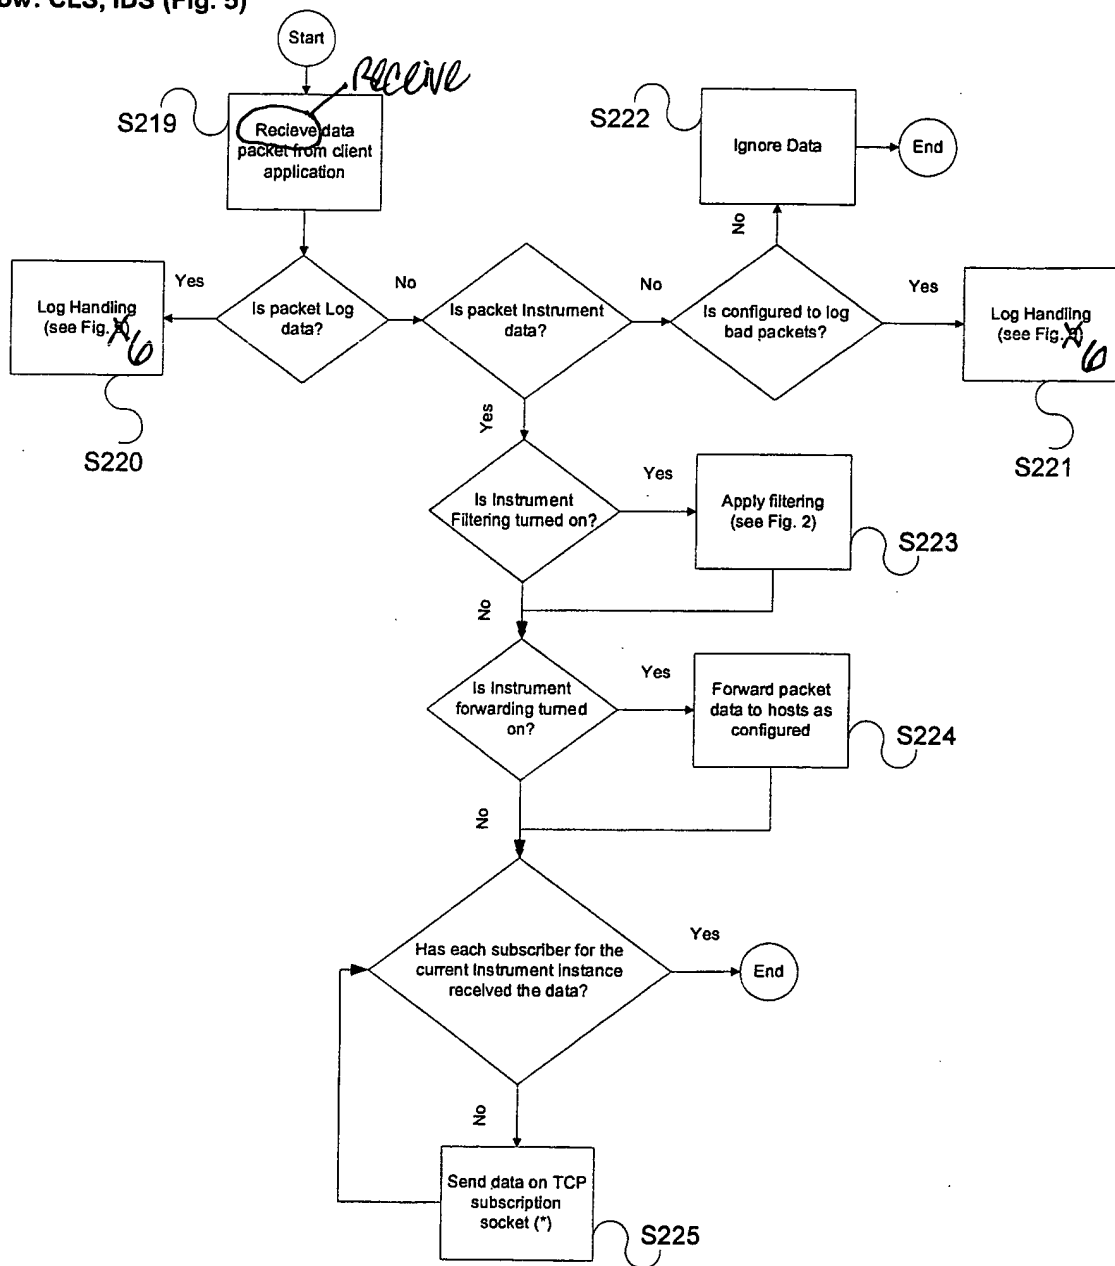 CLS, IDS (Fig. 5)
Start
RECEIVE
S219
Recieve data
packet from client
application
S222
Ignore Data
End
No
Yes
Log Handling
(see Fig.
6
S220
Is packet Log
data?
No
Is packet Instrument
data?
No
Is configured to log
bad packets?
Yes
Log Handling
(see Fig.
6
S221
Yes
Is Instrument
Filtering turned on?
Yes
Apply filtering
(see Fig. 2)
S223
No
Is Instrument
forwarding turned
on?
Yes
Forward packet
data to hosts as
configured
S224
No
Has each subscriber for the
current Instrument instance
received the data?
Yes
End
No
Send data on TCP
subscription
socket (*)
S225